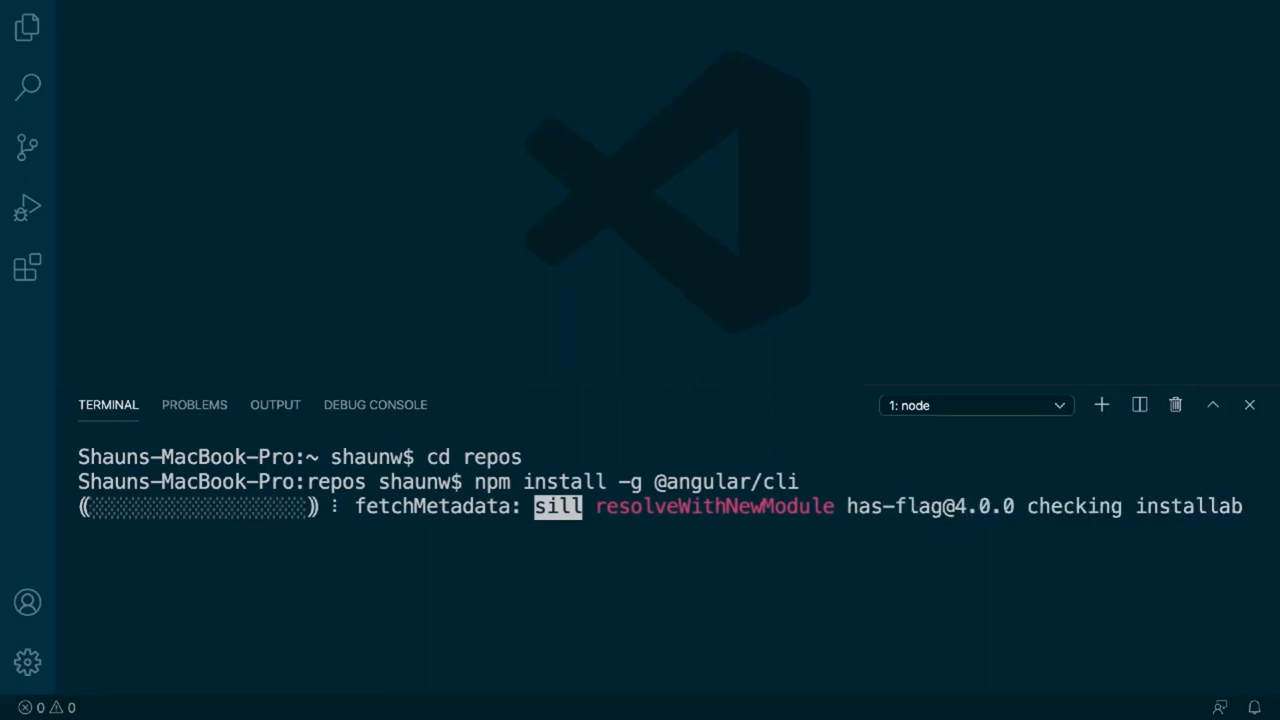 TERMINAL PROBLEMS OUTPUT DEBUG CONSOLE 1: node
Shauns-MacBook-Pro:~ shaunw$ cd repos
Shauns-MacBook-Pro:repos shaunw$ npm install -g @angular/cli
(░░░░░░░░░░░░░░░░░░) ⸽ fetchMetadata: sill resolveWithNewModule has-flag@4.0.0 checking installab
0 0